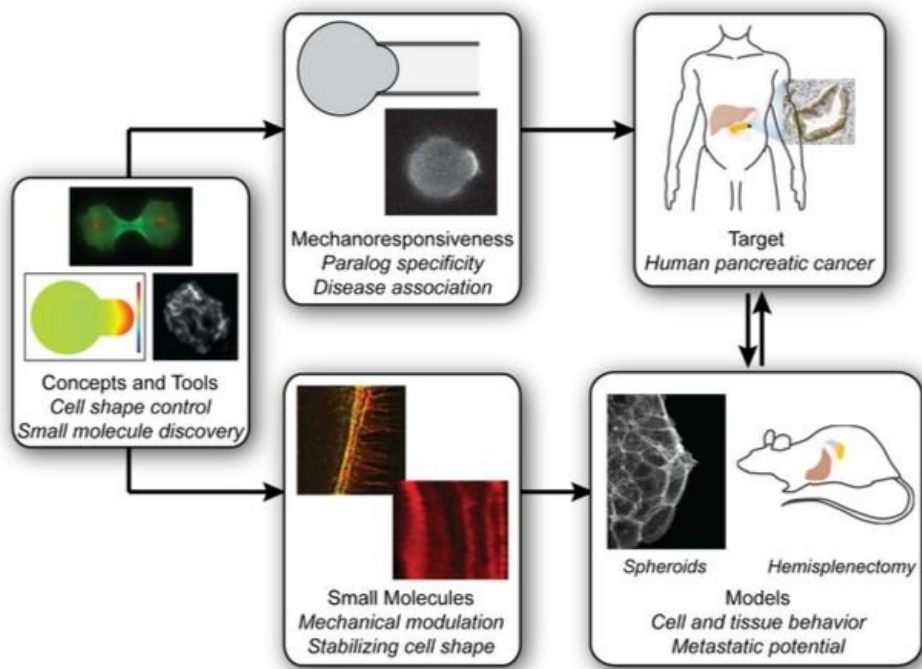 Concepts and Tools
Cell shape control
Small molecule discovery
Mechanoresponsiveness
Paralog specificity
Disease association
Target
Human pancreatic cancer
Small Molecules
Mechanical modulation
Stabilizing cell shape
Spheroids
Hemisplenectomy
Models
Cell and tissue behavior
Metastatic potential